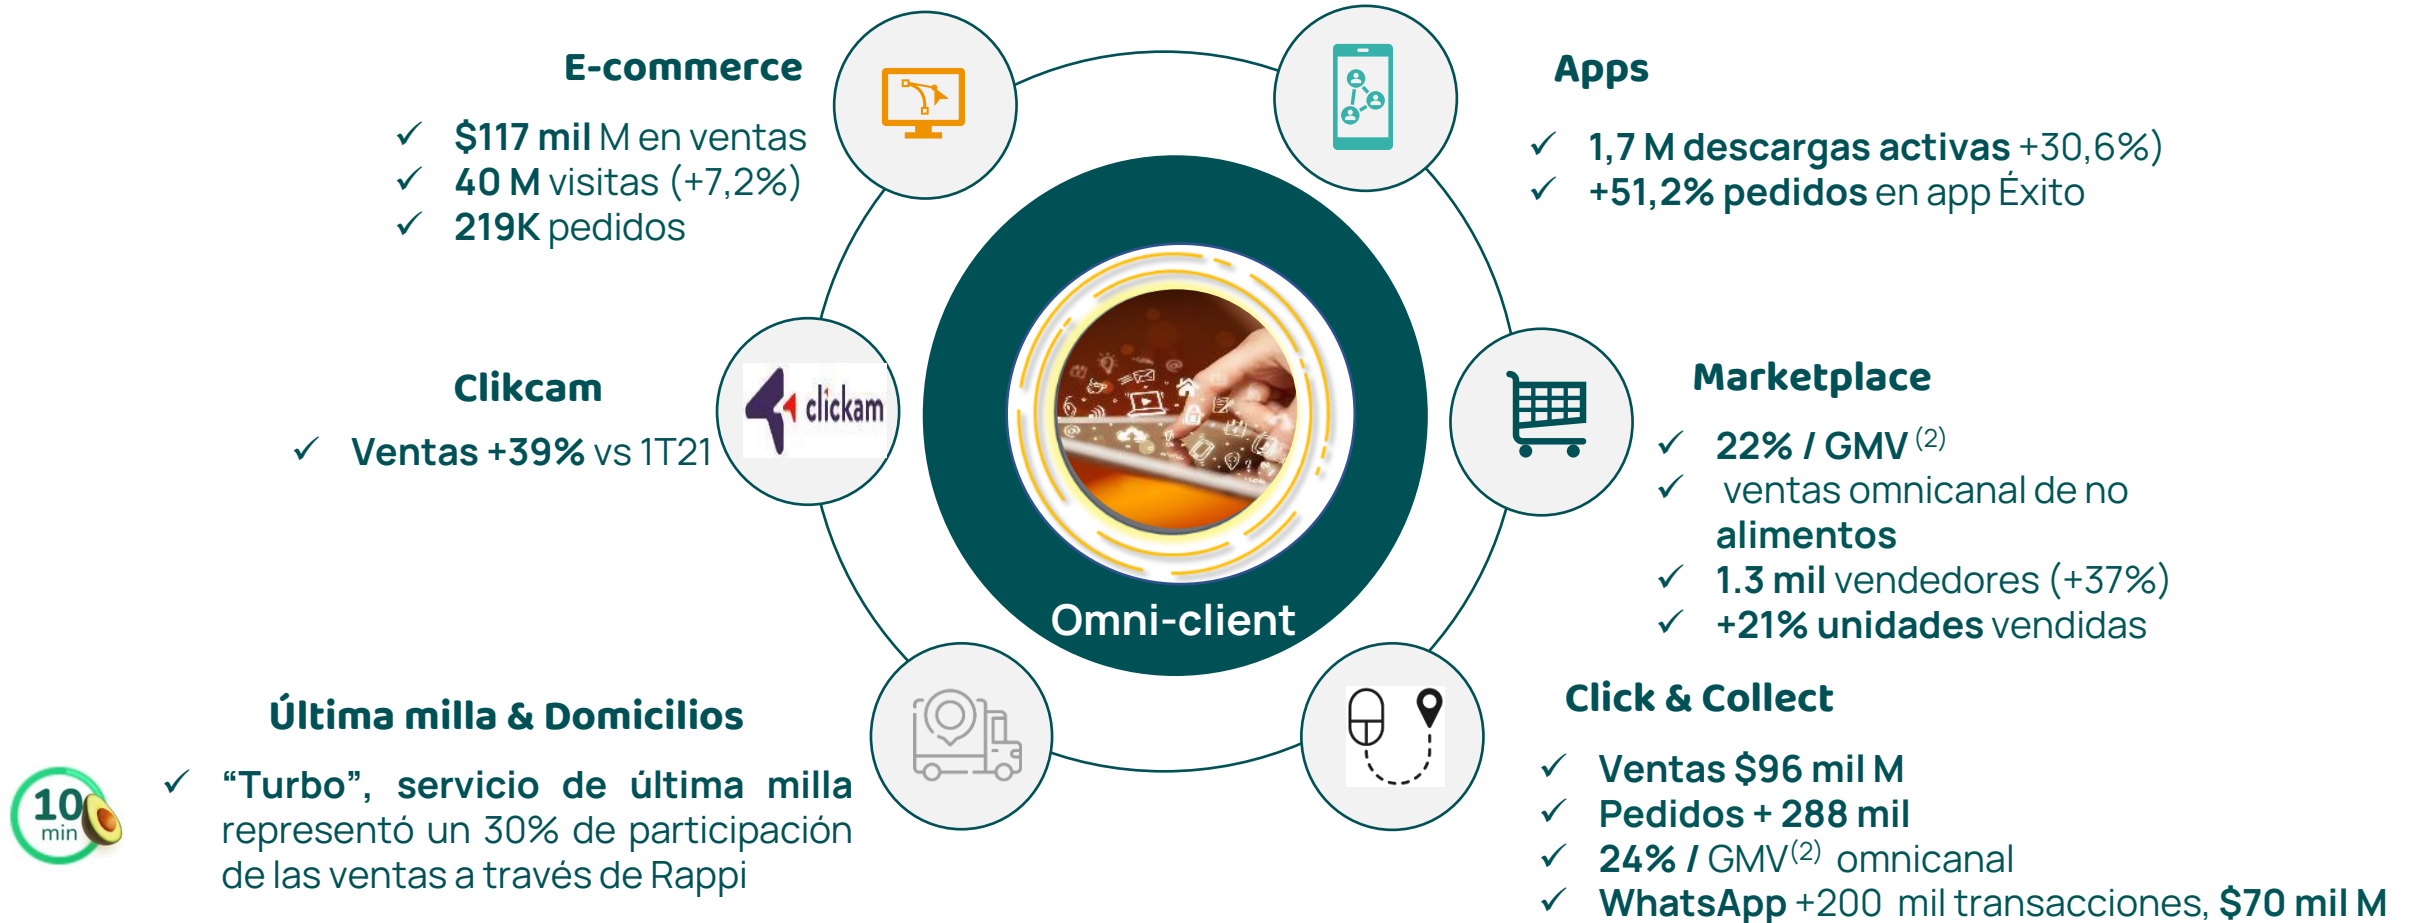 E-commerce
$117 mil M en ventas
40 M visitas (+7,2%)
219K pedidos
Apps
1,7 M descargas activas +30,6%)
+51,2% pedidos en app Éxito
Clikcam
Ventas +39% vs 1T21
clickam
Marketplace
22% / GMV (2)
ventas omnicanal de no
alimentos
1.3 mil vendedores (+37%)
+21% unidades vendidas
Omni-client
Última milla & Domicilios
10
min
“Turbo”, servicio de última milla
representó un 30% de participación
de las ventas a través de Rappi
Click & Collect
Ventas $96 mil M
Pedidos + 288 mil
24% / GMV(2) omnicanal
WhatsApp +200 mil transacciones, $70 mil M